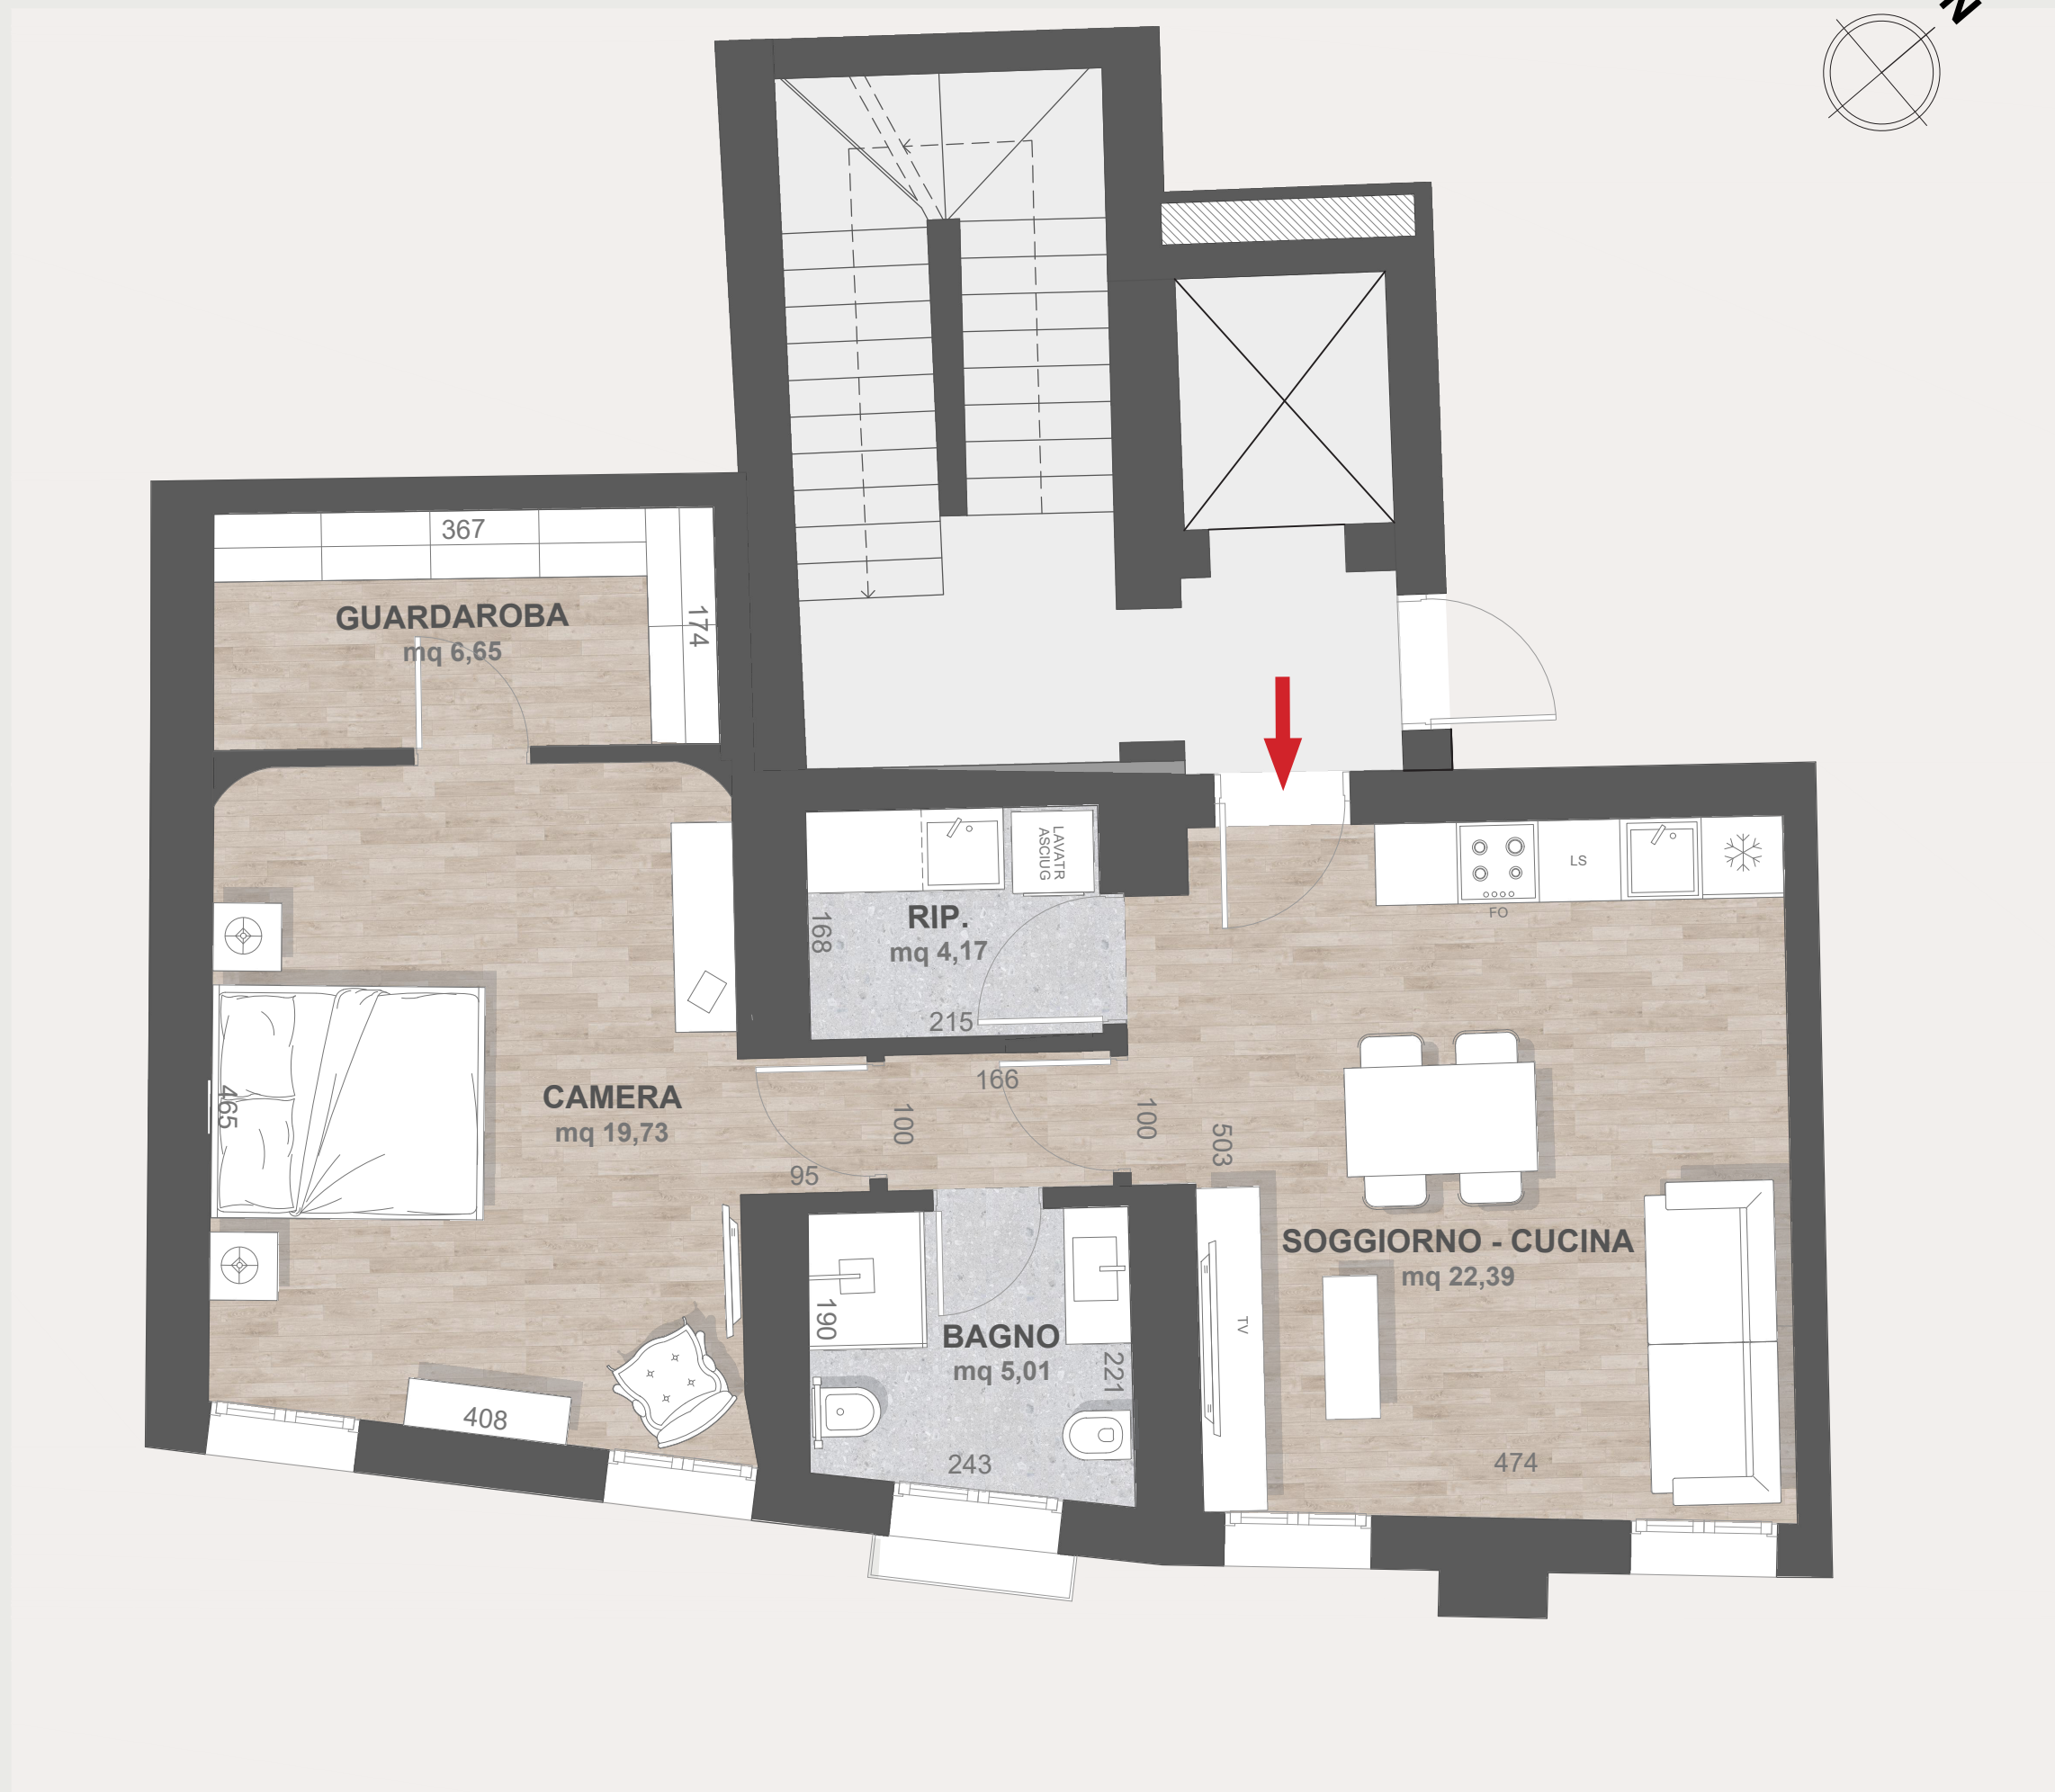 N
367
174
GUARDAROBA
mq 6,65
LAVATR
ASCIUG
LS
FO
168
RIP.
mq 4,17
215
166
465
CAMERA
mq 19,73
100
100
503
95
SOGGIORNO - CUCINA
mq 22,39
190
BAGNO
mq 5,01
TV
221
408
243
474